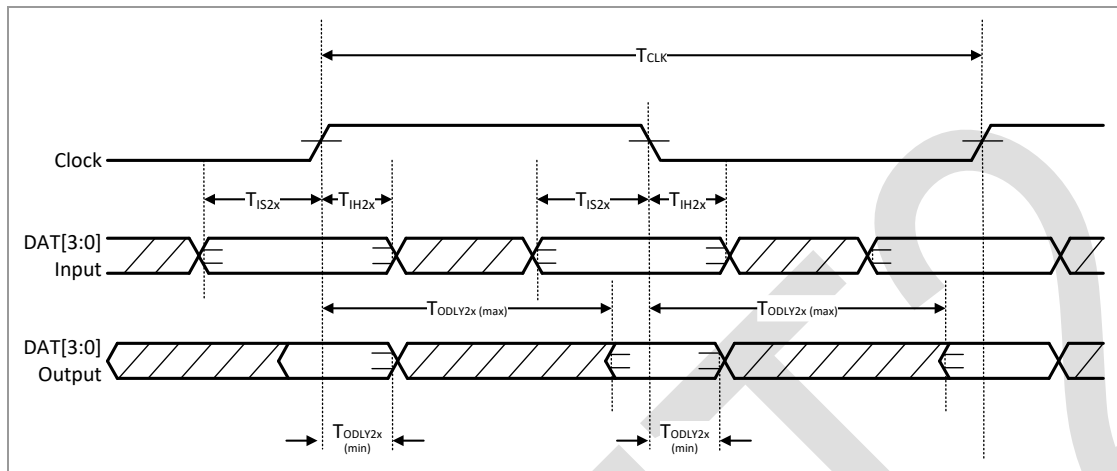 TCLK
Clock
TIS2x
TIH2x
TIS2x
TIH2x
DAT[3:0]
Input
TODLY2x (max)
TODLY2x (max)
DAT[3:0]
Output
TODLY2x
(min)
TODLY2x
(min)